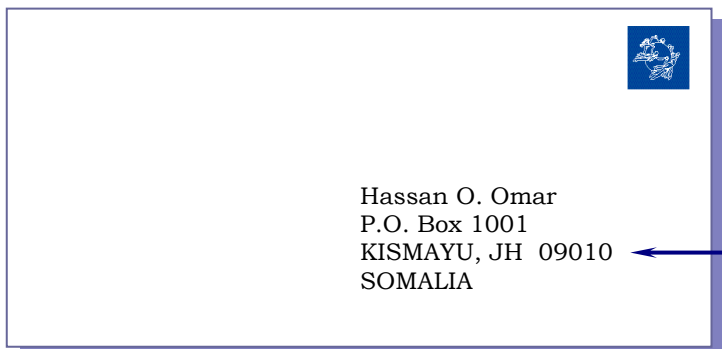 Hassan O. Omar
P.O. Box 1001
KISMAYU, JH  09010
SOMALIA